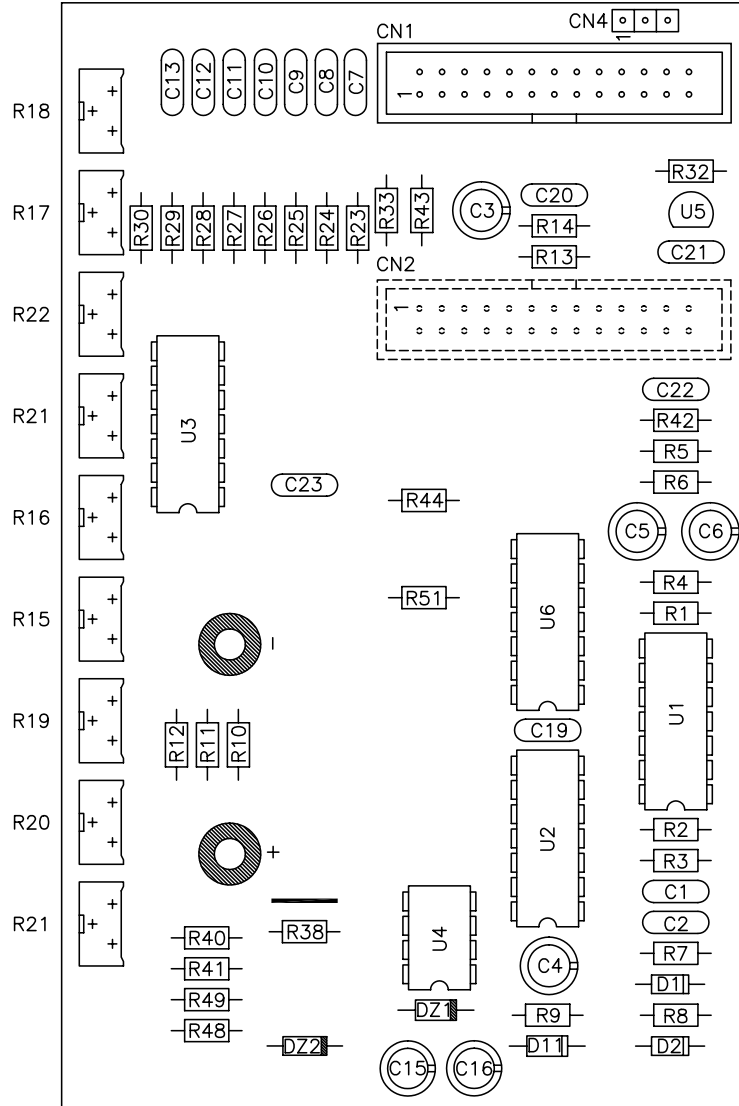 CN4
1
CN1
C13 C12 C11 C10 C9 C8 C7
1
R18
R32
R17
R30 R29 R28 R27 R26 R25 R24 R23 R33 R43
C3
C20
U5
R14
C21
R13
CN2
R22
1
C22
R21
U3
R42
R5
C23
R6
R44
R16
C5 C6
R4
R51
R15
U6
R1
-
R19
U1
C19
R12 R11 R10
R20
R2
U2
+
R3
C1
R21
C2
R38
R40
U4
R7
R41
C4
D1
R49
DZ1
R9
R8
R48
DZ2
D11
D2
C15 C16